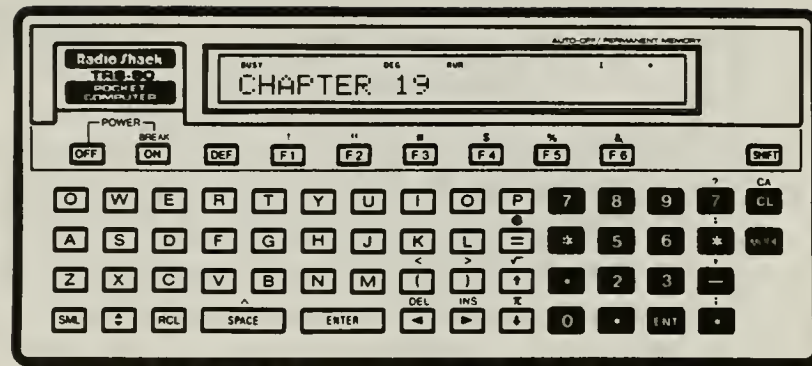 AUTO-OFF / PERMANENT MEMORY
Radio Shack
TRS-80
POCKET
COMPUTER
BUSY DEG RUN I
CHAPTER 19
POWER
BREAK ! " # $ % &
OFF ON DEF F1 F2 F3 F4 F5 F6 SHIFT
? CA
Q W E R T Y U I O P 7 8 9 CL
@ :
A S D F G H J K L = 5 6 * MODE
< > √ ,
Z X C V B N M ( ) ↑ 2 3 —
^ DEL INS π ;
SML ⬍ RCL SPACE ENTER ◄ ► ↓ 0 • ENT